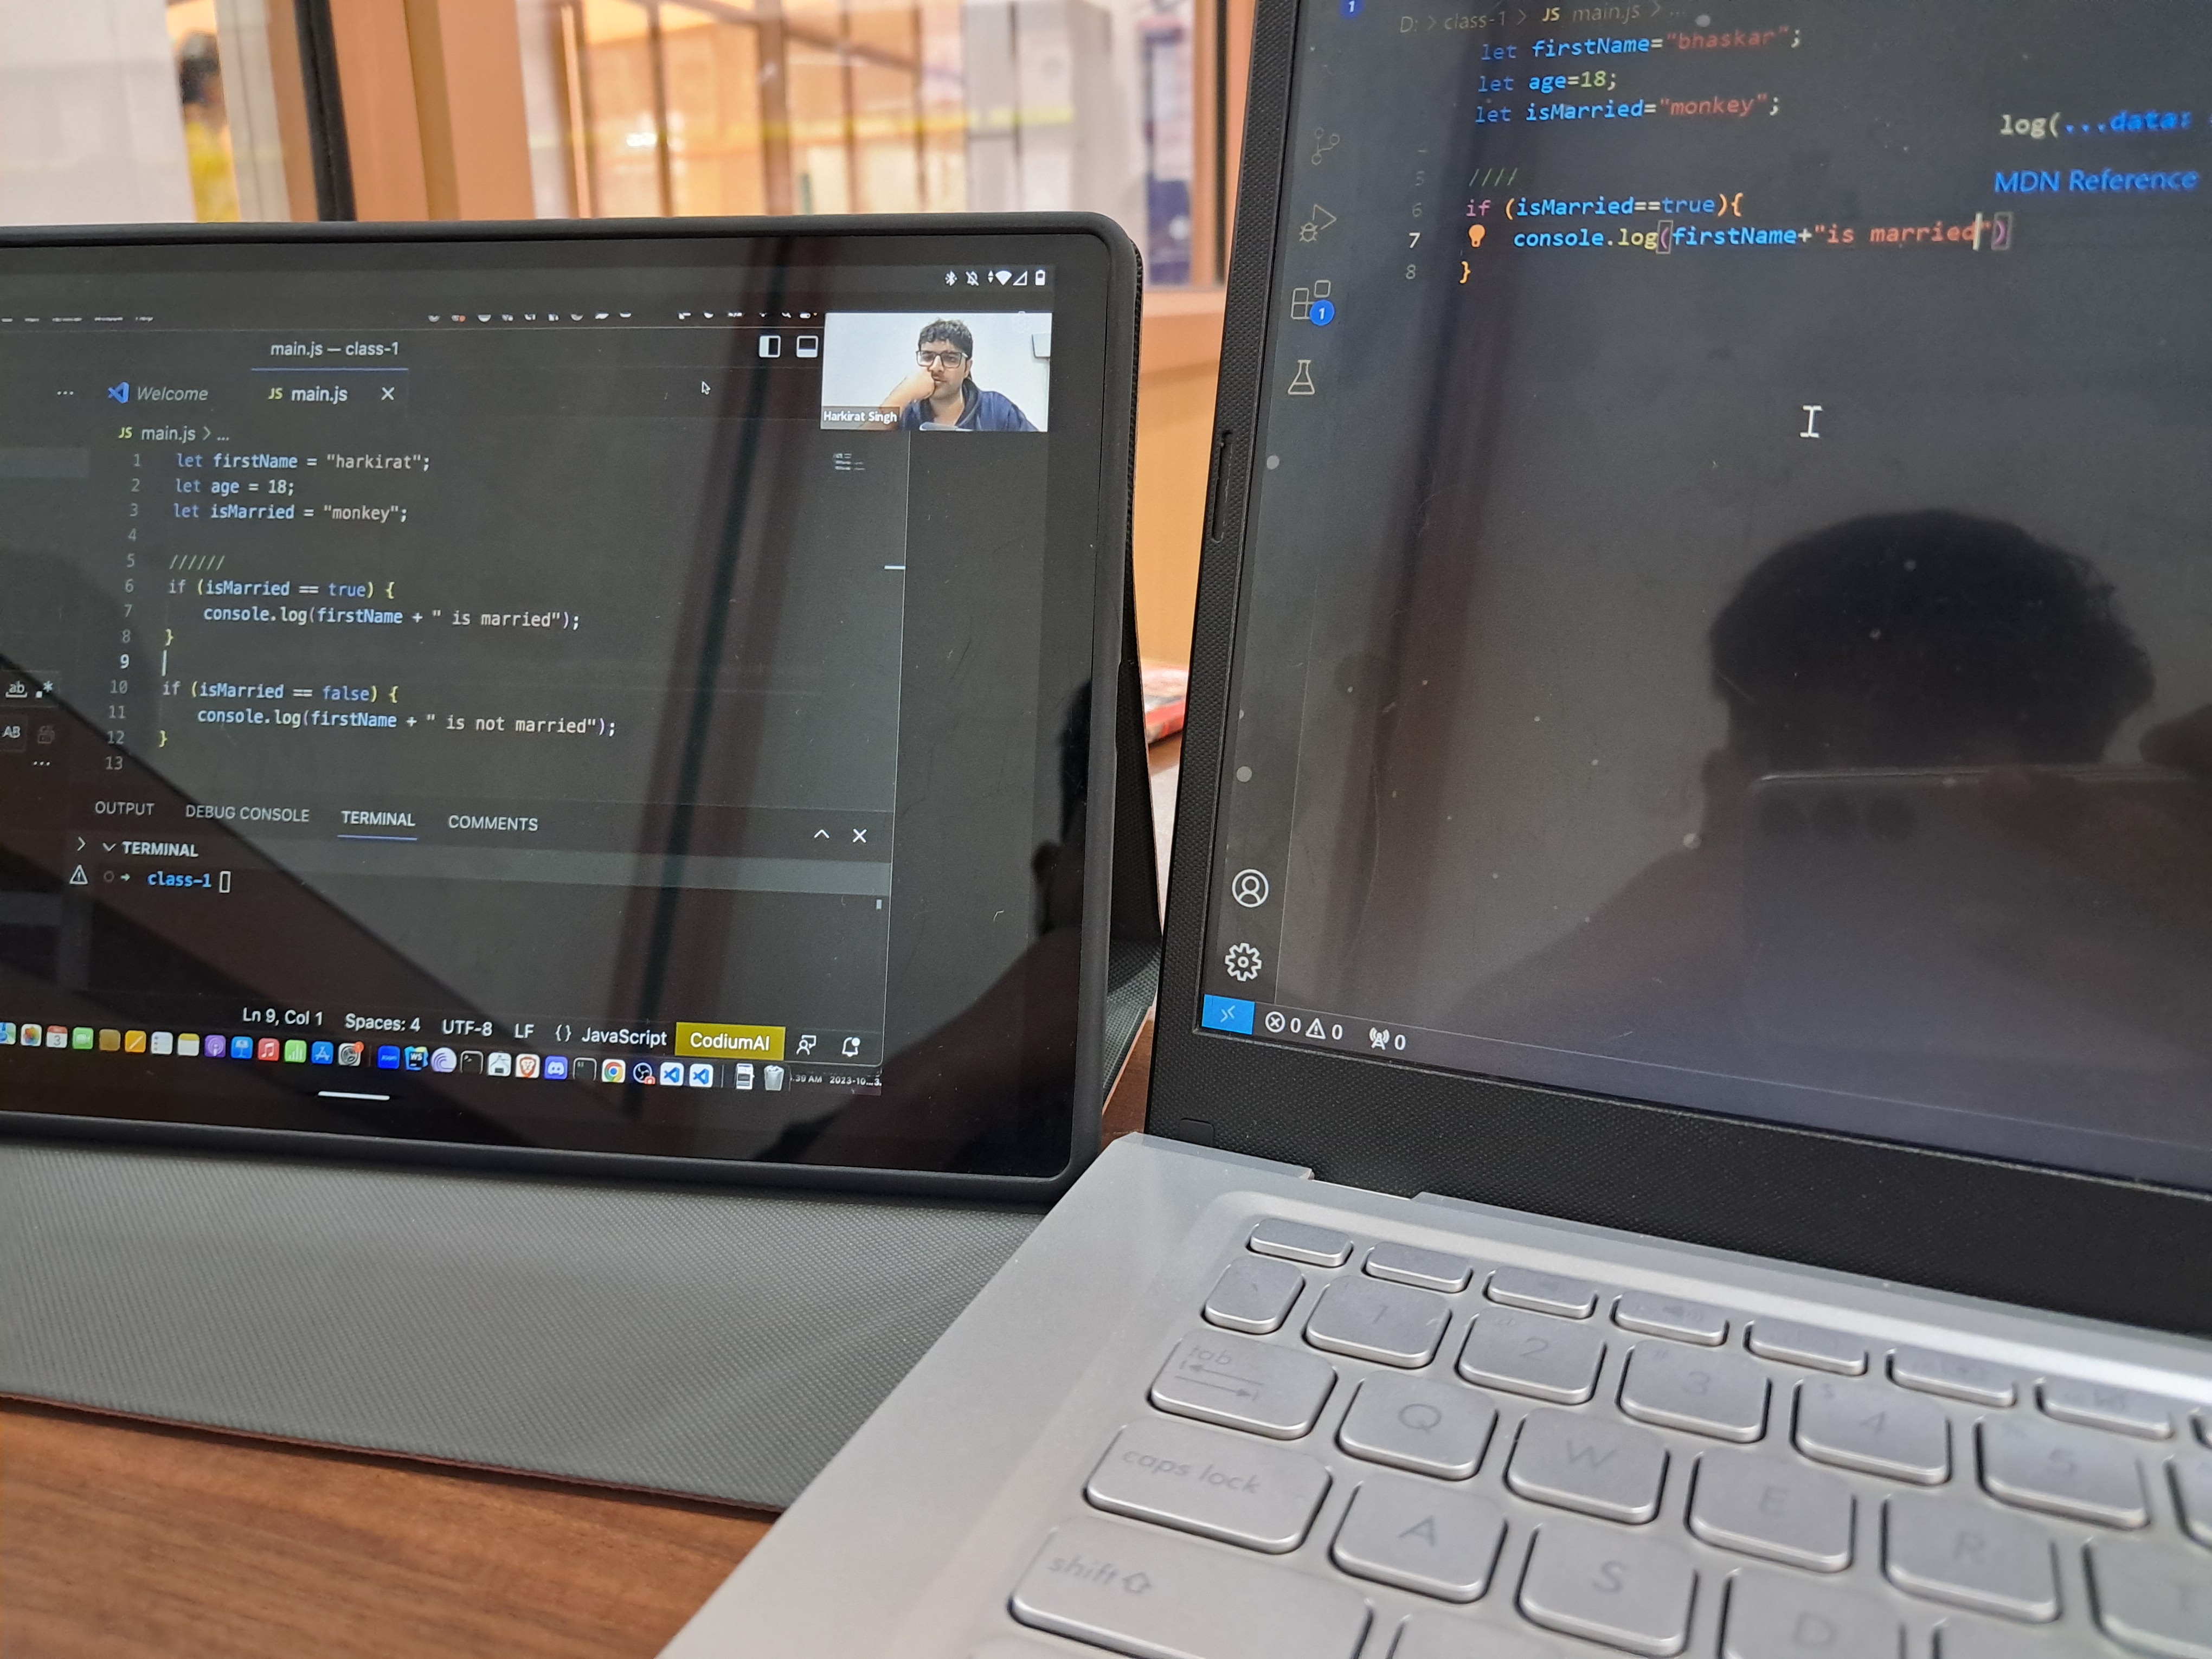 main.js — class-1
Welcome
JS main.js
JS main.js > ...
1 let firstName = "harkirat";
2 let age = 18;
3 let isMarried = "monkey";
4
5 //////
6 if (isMarried == true) {
7 console.log(firstName + " is married");
8 }
9
10 if (isMarried == false) {
11 console.log(firstName + " is not married");
12 }
13
Harkirat Singh
ab
AB
OUTPUT DEBUG CONSOLE TERMINAL COMMENTS
TERMINAL
class-1
Ln 9, Col 1 Spaces: 4 UTF-8 LF {} JavaScript CodiumAI
D: > class-1 > JS main.js > ...
let firstName="bhaskar";
let age=18;
let isMarried="monkey";
5 ////
6 if (isMarried==true){
7 console.log(firstName+"is married")
8 }
log(...data:
MDN Reference
1
1
0 0 0
1 2 3 4 5
tab Q W E R T
caps lock A S D
shift